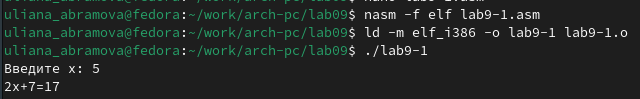 uliana_abramova@fedora:~/work/arch-pc/lab09$ nasm -f elf lab9-1.asm
uliana_abramova@fedora:~/work/arch-pc/lab09$ ld -m elf_i386 -o lab9-1 lab9-1.o
uliana_abramova@fedora:~/work/arch-pc/lab09$ ./lab9-1
Введите x: 5
2x+7=17